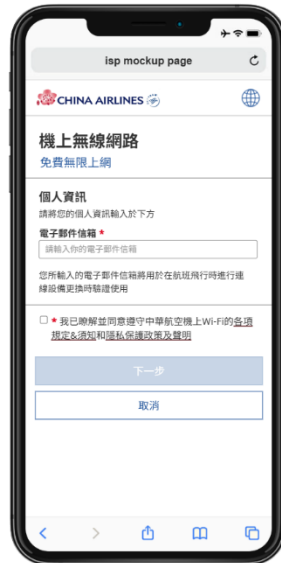 isp mockup page
CHINA AIRLINES
機上無線網路
免費無限上網
個人資訊
請將您的個人資訊輸入於下方
電子郵件信箱 *
請輸入你的電子郵件信箱
您所輸入的電子郵件信箱將用於在航班飛行時進行連
線設備更換時驗證使用
* 我已瞭解並同意遵守中華航空機上Wi-Fi的各項
規定&須知和隱私保護政策及聲明
下一步
取消